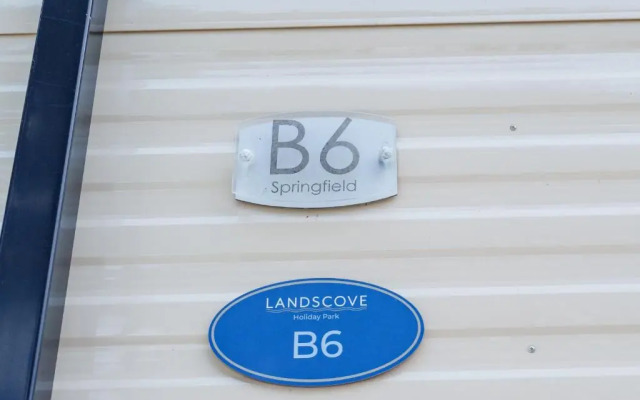 B6
Springfield
LANDSCOVE
Holiday Park
B6